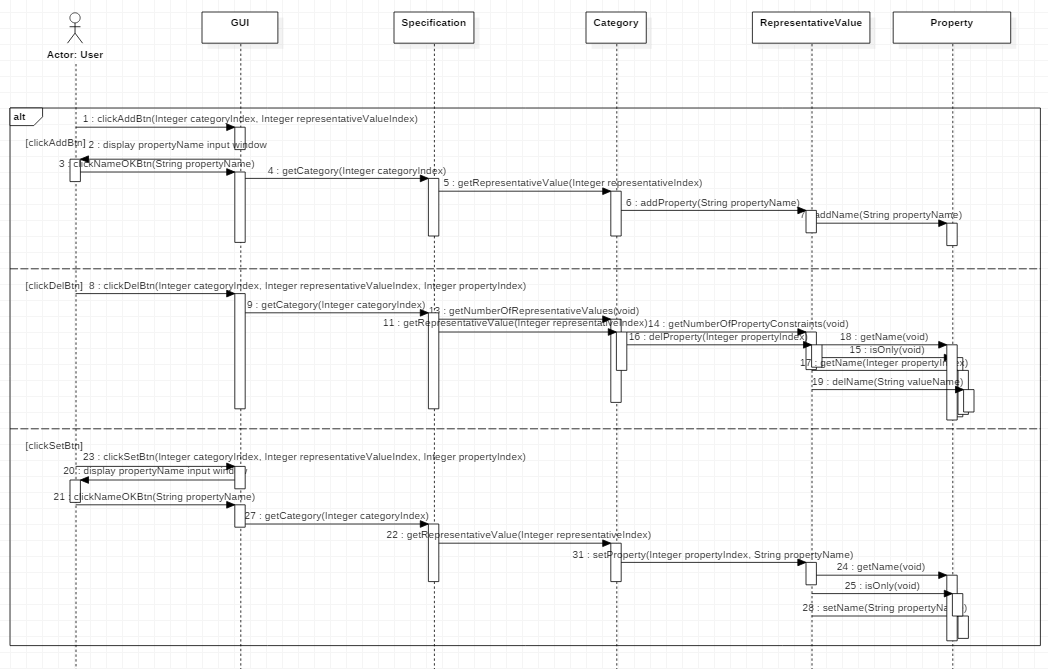 GUI
Specification
Category
RepresentativeValue
Property
Actor: User
alt
1 : clickAddBtn(Integer categoryIndex, Integer representativeValueIndex)
[clickAddBtn]
2 : display propertyName input window
3 : clickNameOKBtn(String propertyName)
4 : getCategory(Integer categoryIndex)
5 : getRepresentativeValue(Integer representativeIndex)
6 : addProperty(String propertyName)
7 : addName(String propertyName)
[clickDelBtn]
8 : clickDelBtn(Integer categoryIndex, Integer representativeValueIndex, Integer propertyIndex)
9 : getCategory(Integer categoryIndex)
13 : getNumberOfRepresentativeValues(void)
11 : getRepresentativeValue(Integer representativeIndex)
14 : getNumberOfPropertyConstraints(void)
16 : delProperty(Integer propertyIndex)
18 : getName(void)
15 : isOnly(void)
17 : getName(Integer propertyIndex)
19 : delName(String valueName)
[clickSetBtn]
23 : clickSetBtn(Integer categoryIndex, Integer representativeValueIndex, Integer propertyIndex)
20 : display propertyName input window
21 : clickNameOKBtn(String propertyName)
27 : getCategory(Integer categoryIndex)
22 : getRepresentativeValue(Integer representativeIndex)
31 : setProperty(Integer propertyIndex, String propertyName)
24 : getName(void)
25 : isOnly(void)
28 : setName(String propertyName)